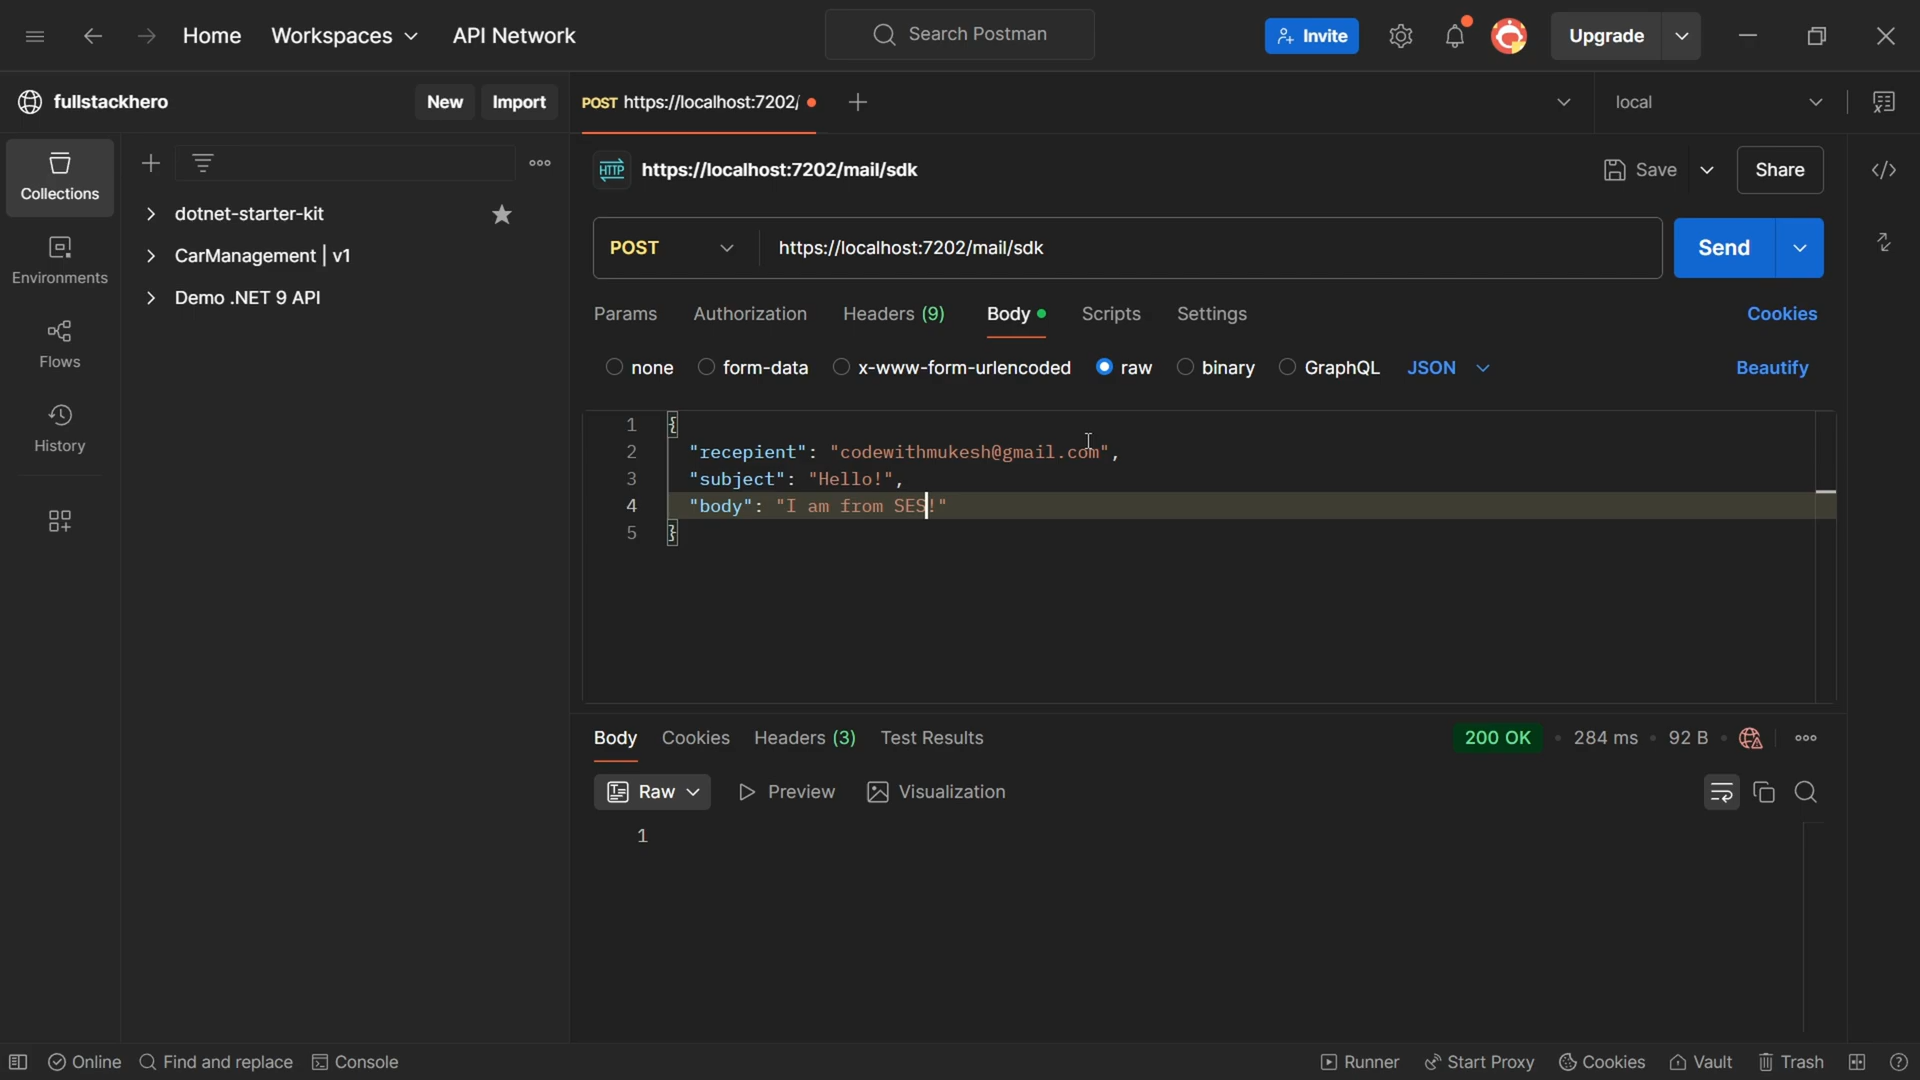 Home Workspaces API Network Search Postman Invite Upgrade
fullstackhero New Import POST https://localhost:7202/ local
Collections
Environments
Flows
History
dotnet-starter-kit
CarManagement | v1
Demo .NET 9 API
HTTP https://localhost:7202/mail/sdk Save Share
POST https://localhost:7202/mail/sdk Send
Params Authorization Headers (9) Body Scripts Settings Cookies
none form-data x-www-form-urlencoded raw binary GraphQL JSON Beautify
1 {
2 "recepient": "codewithmukesh@gmail.com",
3 "subject": "Hello!",
4 "body": "I am from SES!"
5 }
Body Cookies Headers (3) Test Results 200 OK • 284 ms • 92 B
Raw Preview Visualization
1
Online Find and replace Console Runner Start Proxy Cookies Vault Trash